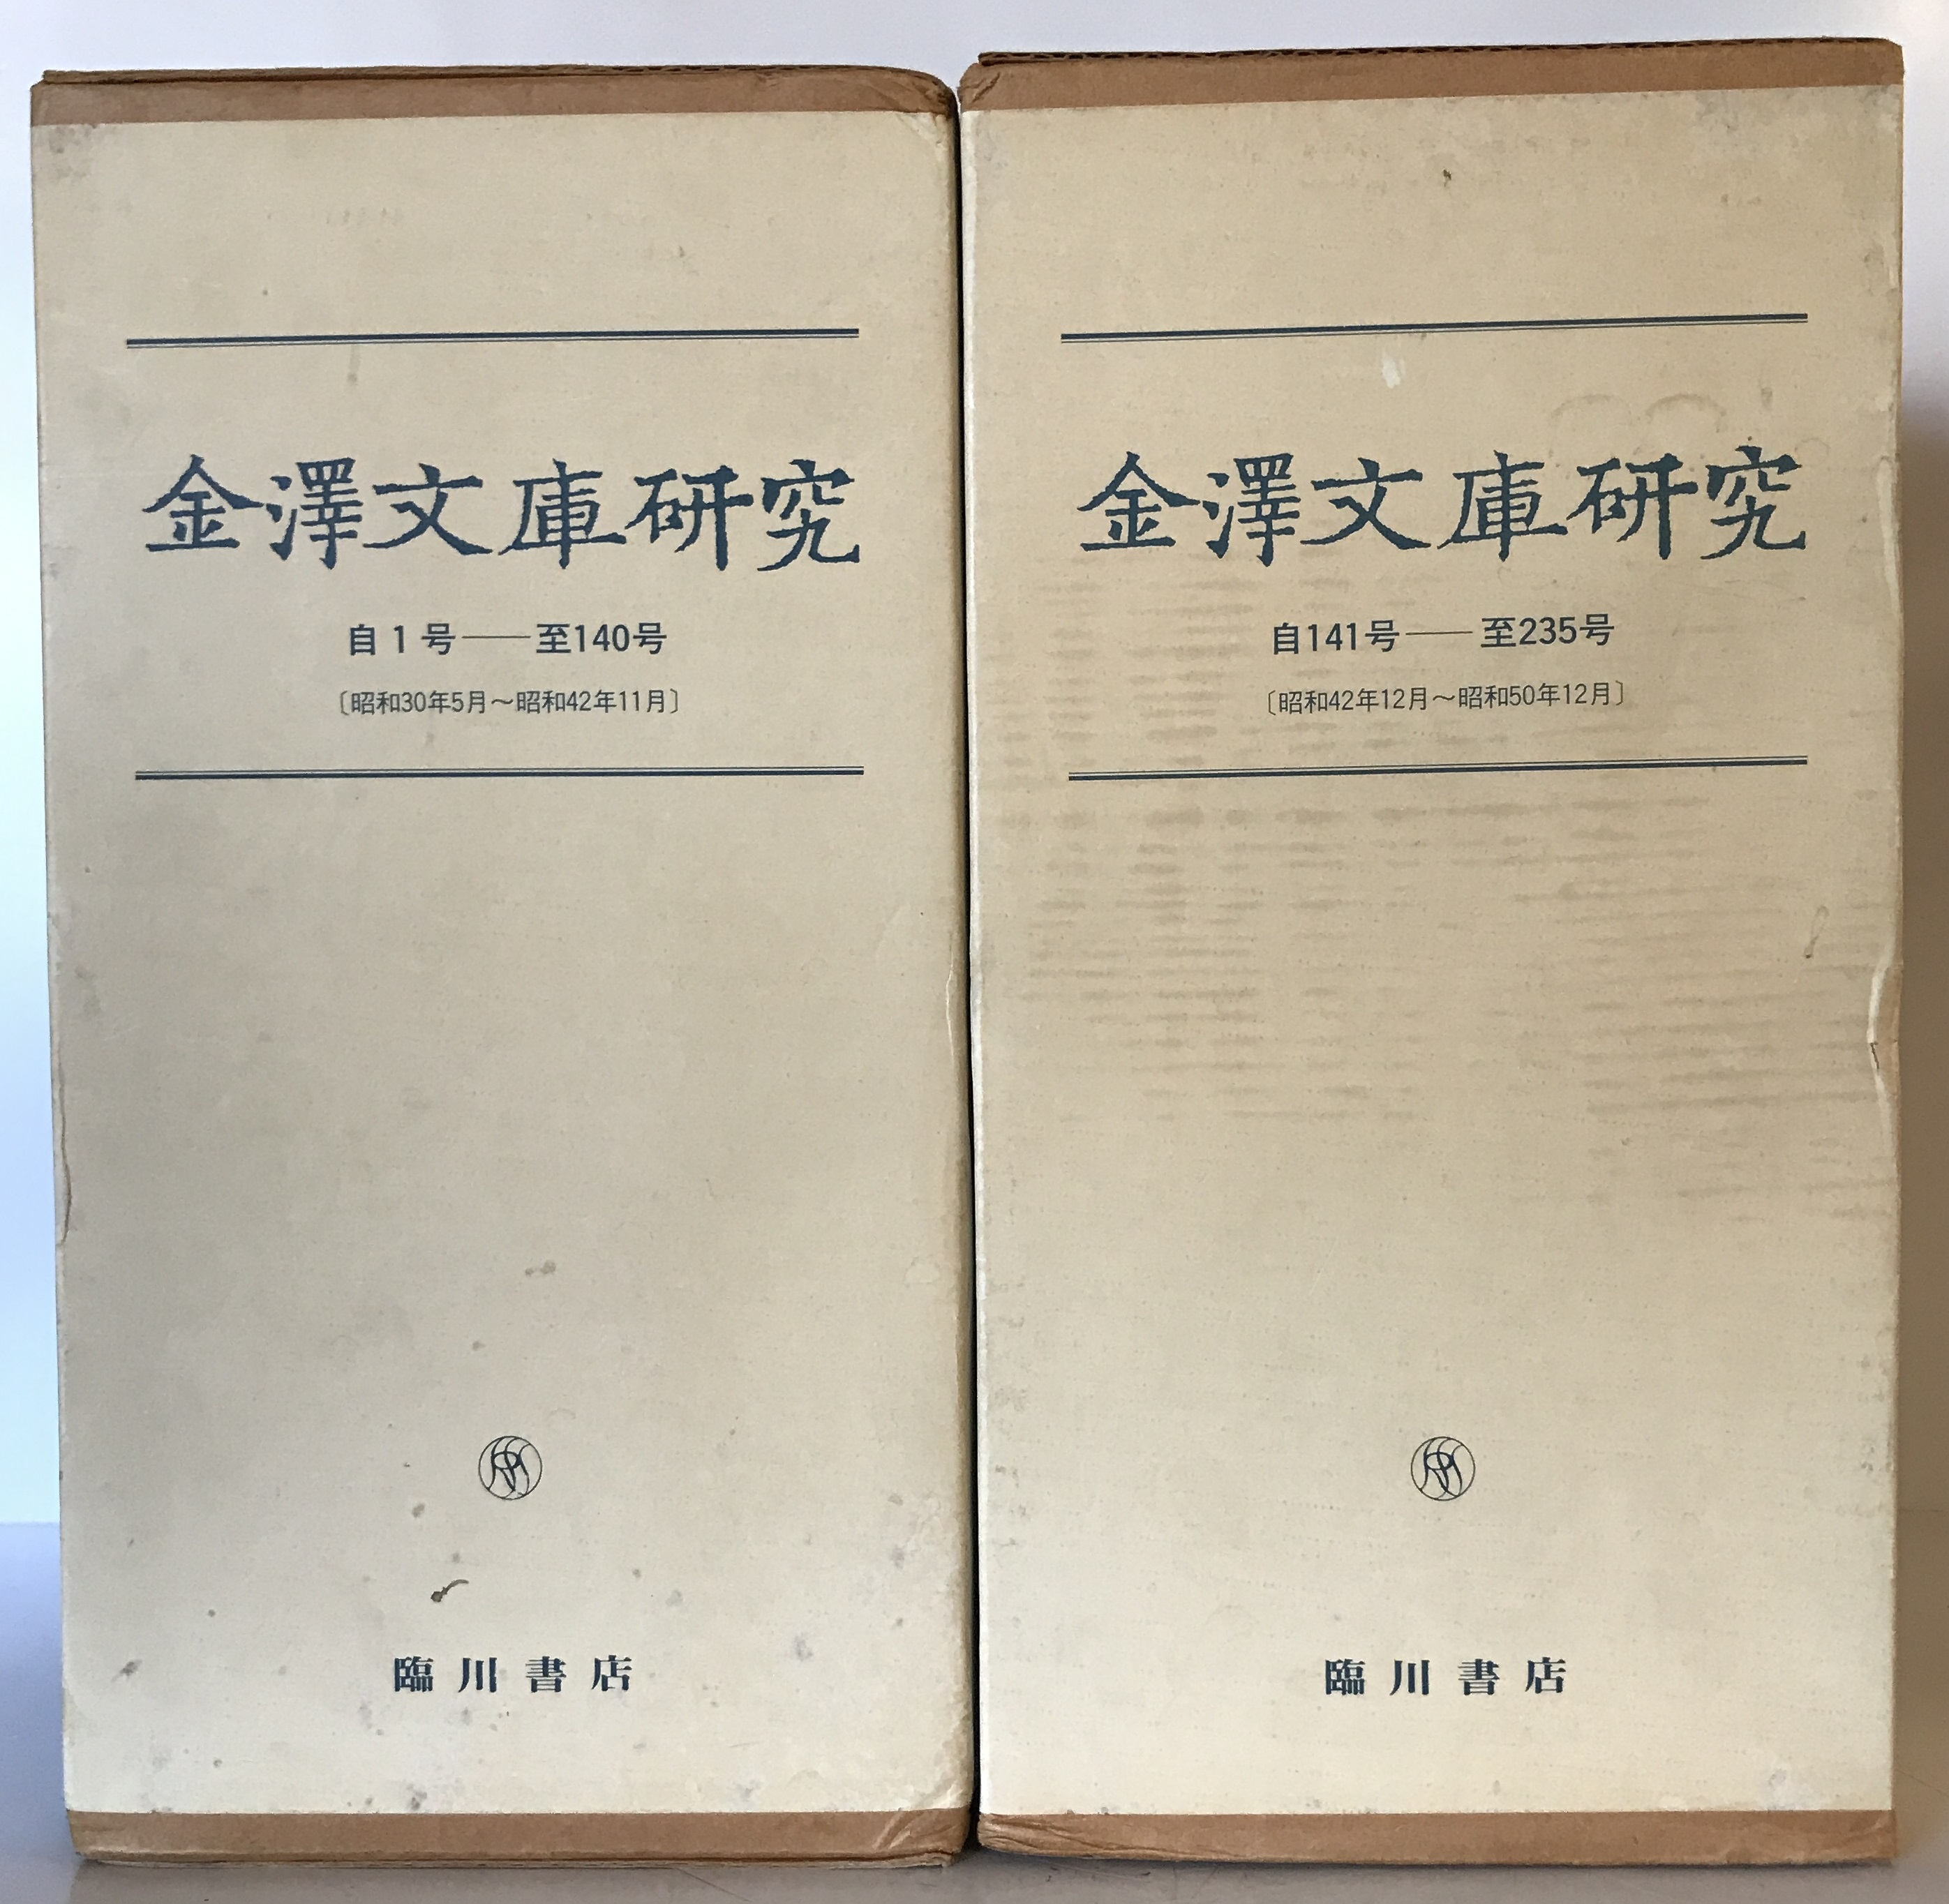 金澤文庫研究
自1号――至140号
〔昭和30年5月～昭和42年11月〕
臨川書店
金澤文庫研究
自141号――至235号
〔昭和42年12月～昭和50年12月〕
臨川書店